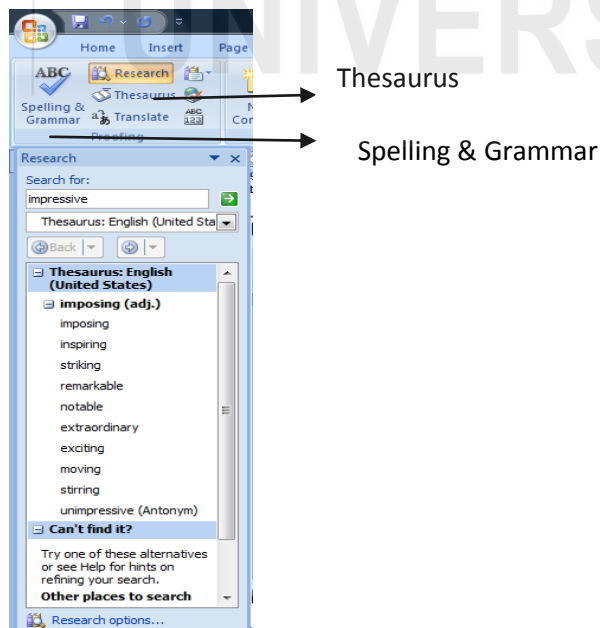 UNIVERS
Home Insert Page
ABC Research
Thesaurus
Spelling & Grammar
Translate ABC 123
Proofing
Thesaurus
Spelling & Grammar
Research
Search for:
impressive
Thesaurus: English (United Sta
Back
Thesaurus: English
(United States)
imposing (adj.)
imposing
inspiring
striking
remarkable
notable
extraordinary
exciting
moving
stirring
unimpressive (Antonym)
Can't find it?
Try one of these alternatives
or see Help for hints on
refining your search.
Other places to search
Research options...